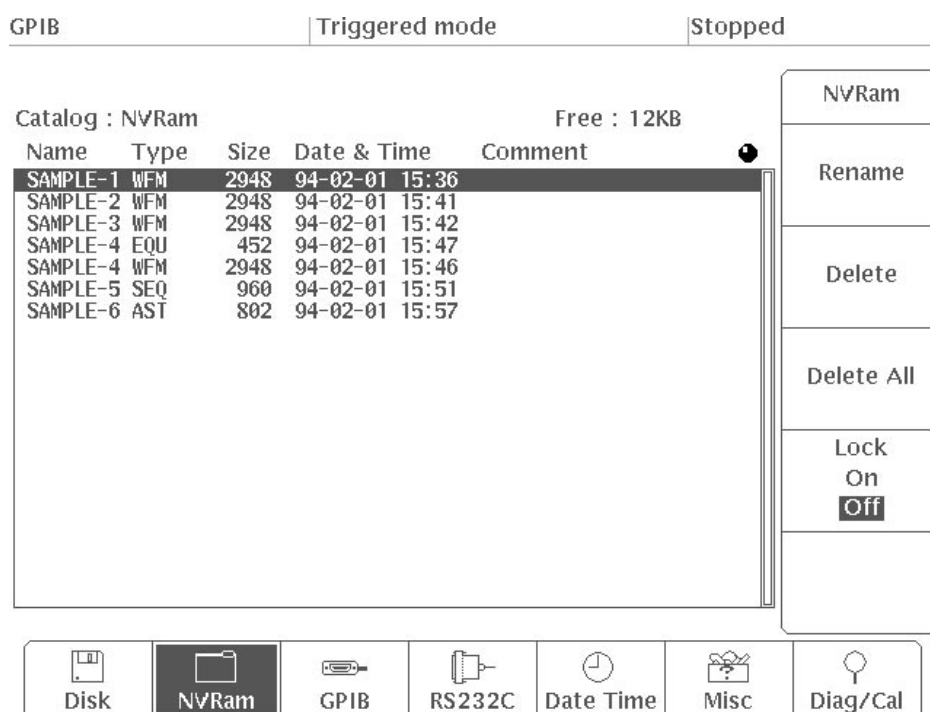 GPIB Triggered mode Stopped
NVRam
Catalog : NVRam Free : 12KB
Name Type Size Date & Time Comment
SAMPLE-1 WFM 2948 94-02-01 15:36
SAMPLE-2 WFM 2948 94-02-01 15:41
SAMPLE-3 WFM 2948 94-02-01 15:42
SAMPLE-4 EQU 452 94-02-01 15:47
SAMPLE-4 WFM 2948 94-02-01 15:46
SAMPLE-5 SEQ 960 94-02-01 15:51
SAMPLE-6 AST 802 94-02-01 15:57
Rename
Delete
Delete All
Lock
On
Off
Disk NVRam GPIB RS232C Date Time Misc Diag/Cal